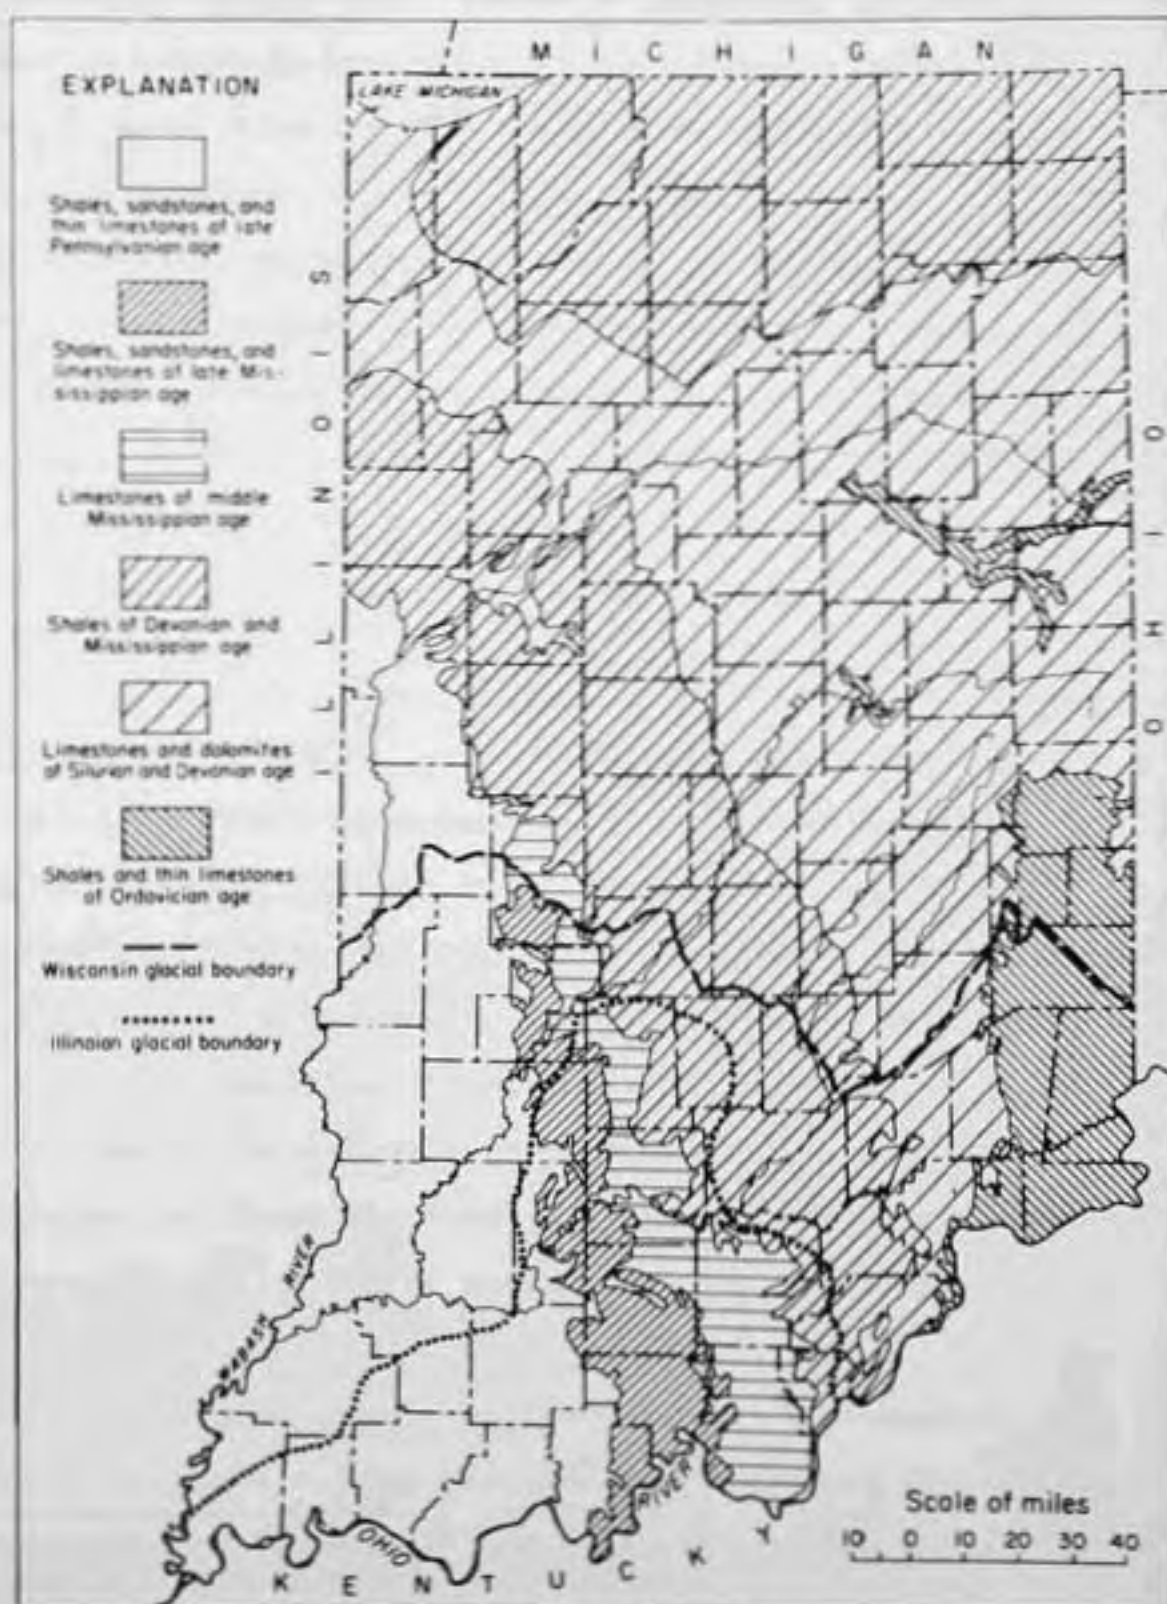 MICHIGAN
EXPLANATION
LAKE MICHIGAN
Shales, sandstones, and
thin limestones of late
Pennsylvanian age
Shales, sandstones, and
limestones of late Mis-
sissippian age
Limestones of middle
Mississippian age
Shales of Devonian and
Mississippian age
Limestones and dolomites
of Silurian and Devonian age
Shales and thin limestones
of Ordovician age
Wisconsin glacial boundary
Illinoian glacial boundary
ILLINOIS
OHIO
WABASH RIVER
OHIO RIVER
KENTUCKY
Scale of miles
10 0 10 20 30 40